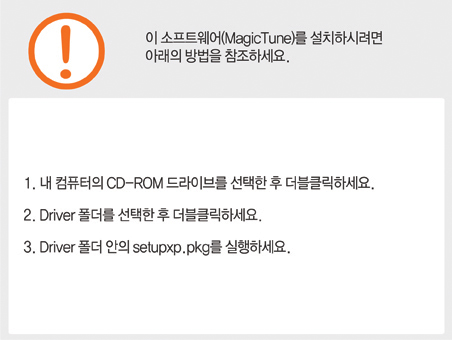 이 소프트웨어(MagicTune)를 설치하시려면
아래의 방법을 참조하세요.
1. 내 컴퓨터의 CD-ROM 드라이브를 선택한 후 더블클릭하세요.
2. Driver 폴더를 선택한 후 더블클릭하세요.
3. Driver 폴더 안의 setupxp.pkg를 실행하세요.